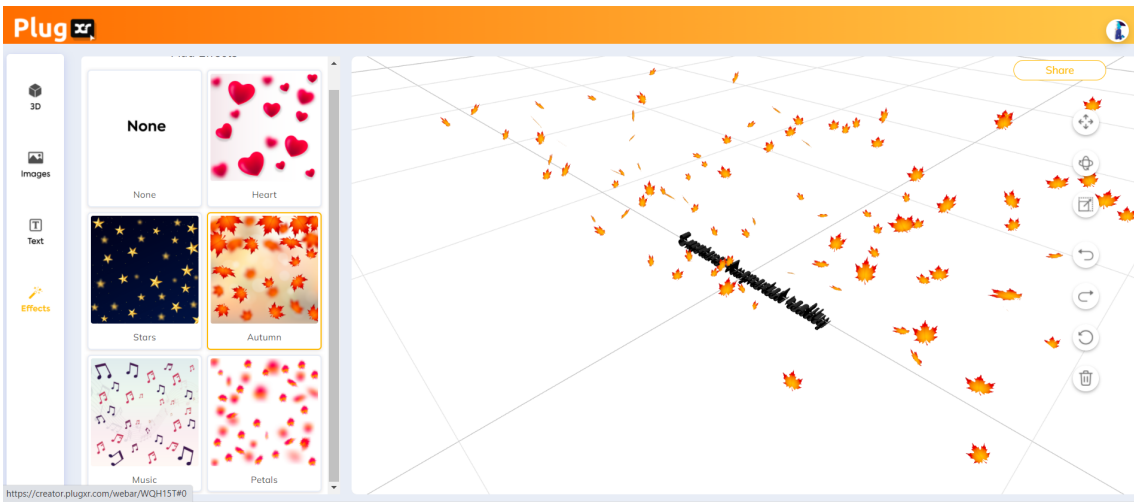 Plug xr
Share
3D
Images
Text
Effects
None
None
Heart
Stars
Autumn
Music
Petals
https://creator.plugxr.com/webar/WQH15T#0